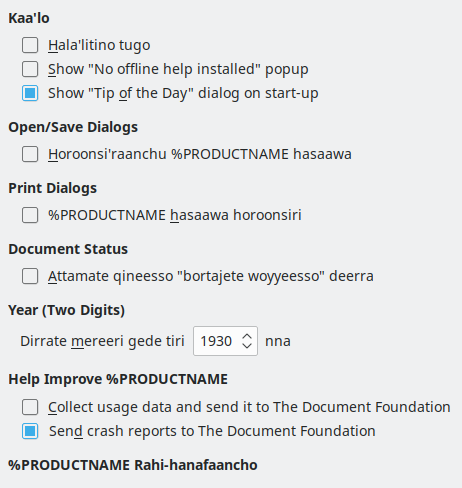 Kaa'lo
Hala'litino tugo
Show "No offline help installed" popup
Show "Tip of the Day" dialog on start-up
Open/Save Dialogs
Horoonsi'raanchu %PRODUCTNAME hasaawa
Print Dialogs
%PRODUCTNAME hasaawa horoonsiri
Document Status
Attamate qineesso "bortajete woyyeesso" deerra
Year (Two Digits)
Dirrate mereeri gede tiri 1930 nna
Help Improve %PRODUCTNAME
Collect usage data and send it to The Document Foundation
Send crash reports to The Document Foundation
%PRODUCTNAME Rahi-hanafaancho